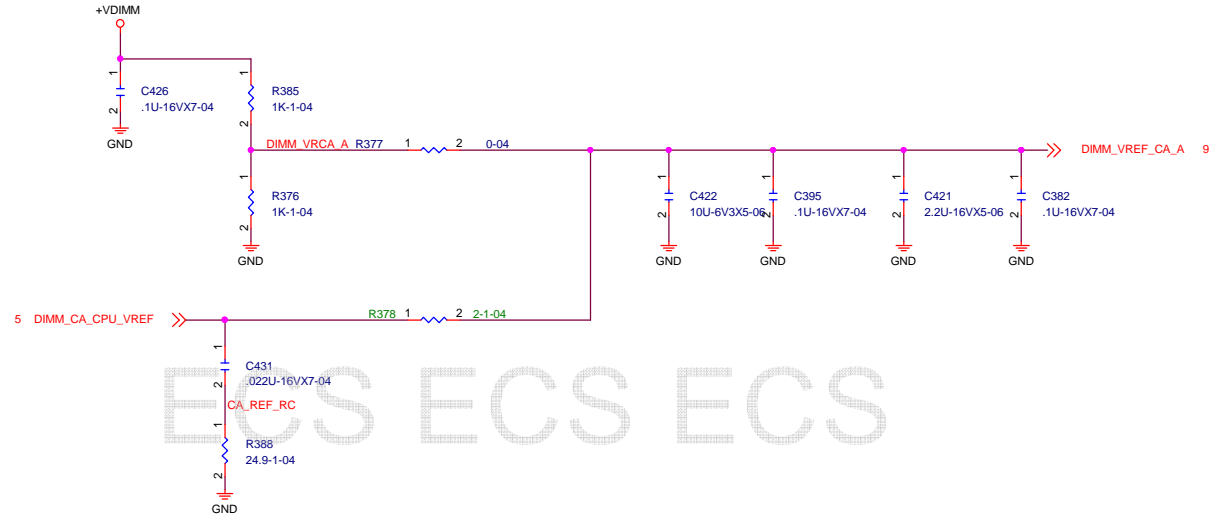 +VDIMM
1
2
C426
.1U-16VX7-04
GND
1
2
R385
1K-1-04
DIMM_VRCA_A R377 1 2 0-04
DIMM_VREF_CA_A 9
1
2
R376
1K-1-04
GND
1
2
C422
10U-6V3X5-06
GND
1
2
C395
.1U-16VX7-04
GND
1
2
C421
2.2U-16VX5-06
GND
1
2
C382
.1U-16VX7-04
GND
5 DIMM_CA_CPU_VREF
R378 1 2 2-1-04
1
2
C431
.022U-16VX7-04
CA_REF_RC
1
2
R388
24.9-1-04
GND
ECS ECS ECS